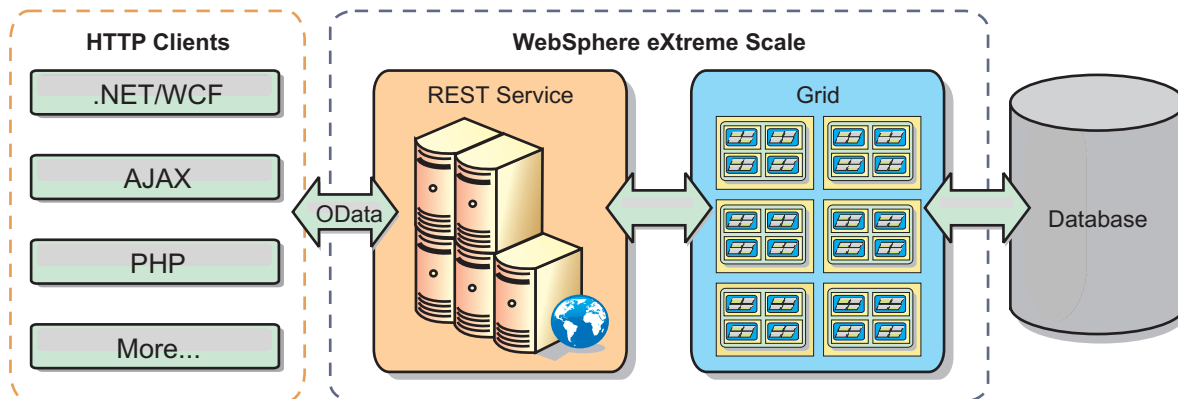 HTTP Clients
.NET/WCF
AJAX
PHP
More...
OData
WebSphere eXtreme Scale
REST Service
Grid
Database